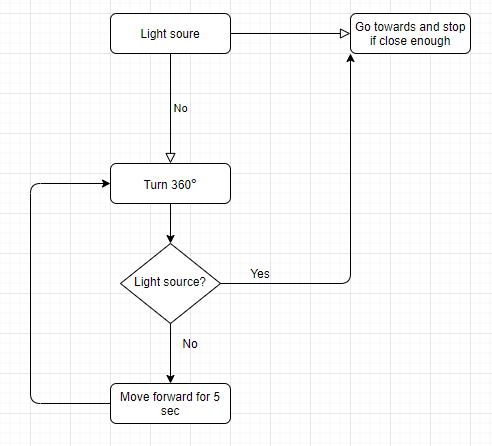 Light soure
Go towards and stop
if close enough
No
Turn 360°
Light source?
Yes
No
Move forward for 5
sec